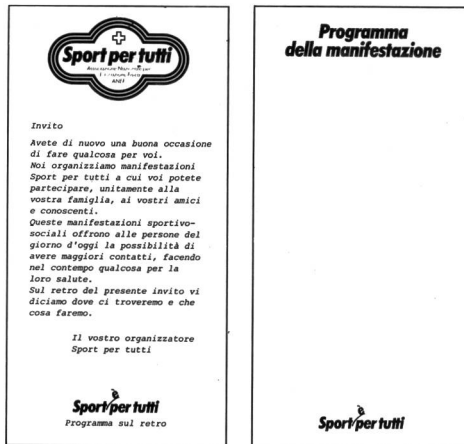 Sport per tutti
ANEF
Invito
Avete di nuovo una buona occasione
di fare qualcosa per voi.
Noi organizziamo manifestazioni
Sport per tutti a cui voi potete
partecipare, unitamente alla
vostra famiglia, ai vostri amici
e conoscenti.
Queste manifestazioni sportivo-
sociali offrono alle persone del
giorno d'oggi la possibilità di
avere maggiori contatti, facendo
nel contempo qualcosa per la
loro salute.
Sul retro del presente invito vi
diciamo dove ci troveremo e che
cosa faremo.
Il vostro organizzatore
Sport per tutti
Sport per tutti
Programma sul retro
Programma
della manifestazione
Sport per tutti